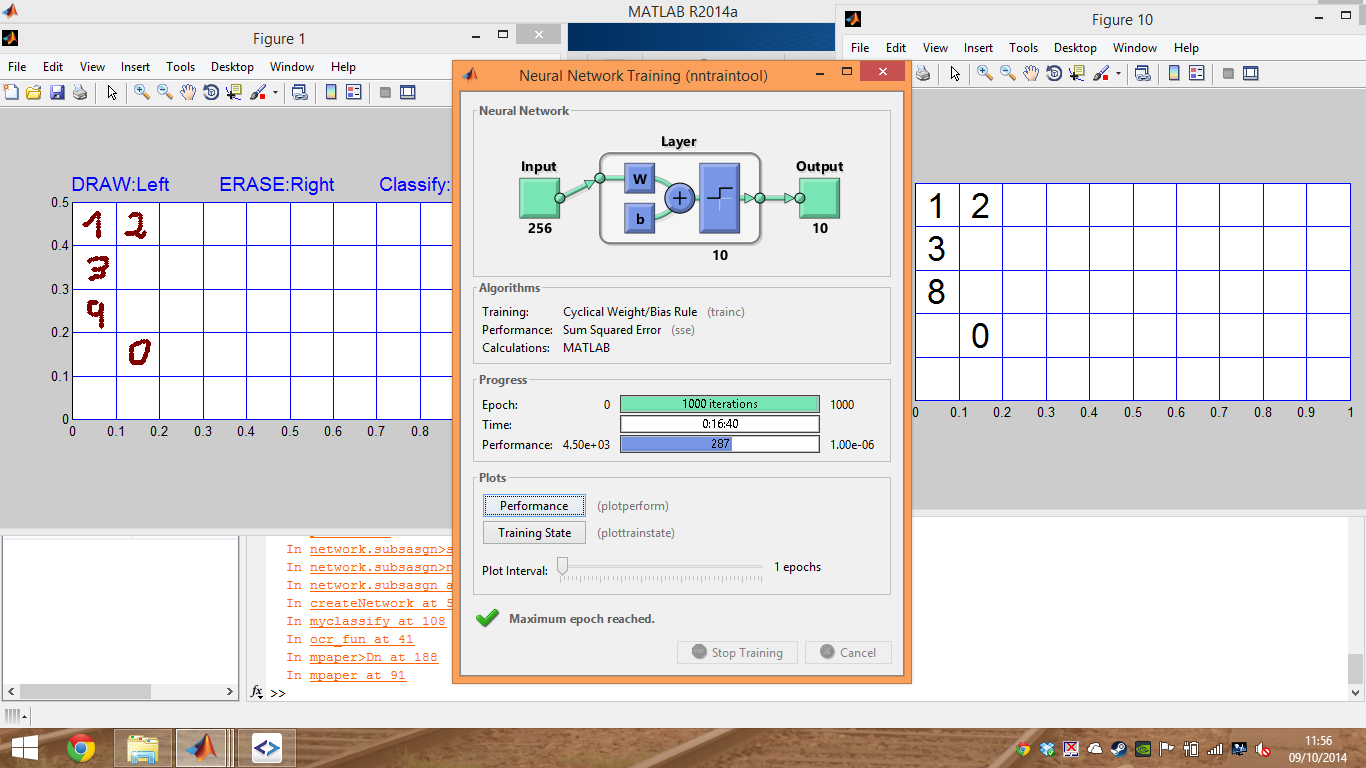 MATLAB R2014a
Figure 1
File Edit View Insert Tools Desktop Window Help
DRAW:Left ERASE:Right Classify:
0.5
0.4
0.3
0.2
0.1
0
0 0.1 0.2 0.3 0.4 0.5 0.6 0.7 0.8
1 2
3
9
0
Neural Network Training (nntraintool)
Neural Network
Layer
Input
Output
W
b
+
256
10
10
Algorithms
Training: Cyclical Weight/Bias Rule (trainc)
Performance: Sum Squared Error (sse)
Calculations: MATLAB
Progress
Epoch: 0 1000 iterations 1000
Time: 0:16:40
Performance: 4.50e+03 287 1.00e-06
Plots
Performance (plotperform)
Training State (plottrainstate)
Plot Interval: 1 epochs
Maximum epoch reached.
Stop Training Cancel
Figure 10
File Edit View Insert Tools Desktop Window Help
1 2
3
8
0
0 0.1 0.2 0.3 0.4 0.5 0.6 0.7 0.8 0.9 1
In network.subsasgn>s
In network.subsasgn>n
In network.subsasgn a
In createNetwork at 5
In myclassify at 108
In ocr_fun at 41
In mpaper>Dn at 188
In mpaper at 91
fx >>
11:56
09/10/2014